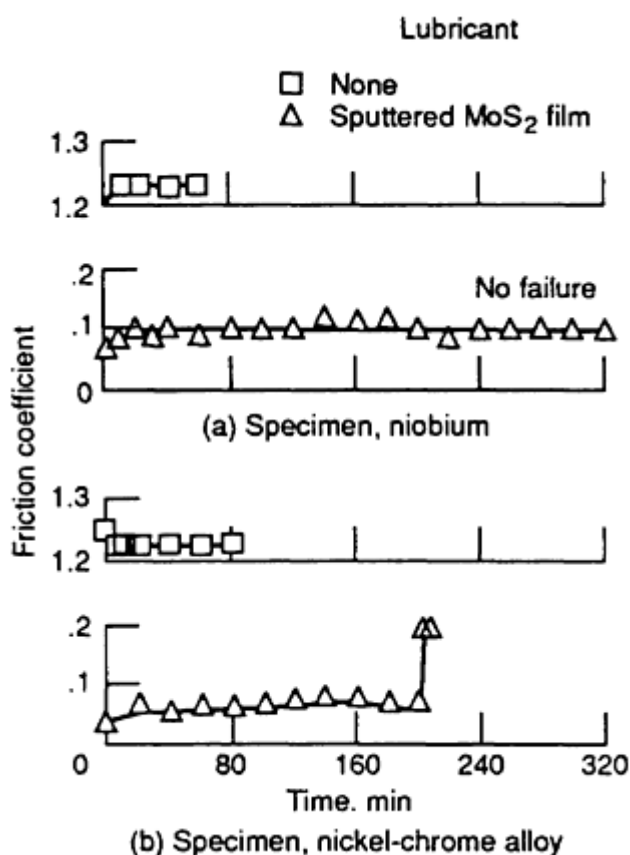 Lubricant
None
Sputtered MoS₂ film
1.3
1.2
.2
No failure
.1
0
(a) Specimen, niobium
Friction coefficient
1.3
1.2
.2
.1
0 80 160 240 320
Time. min
(b) Specimen, nickel-chrome alloy